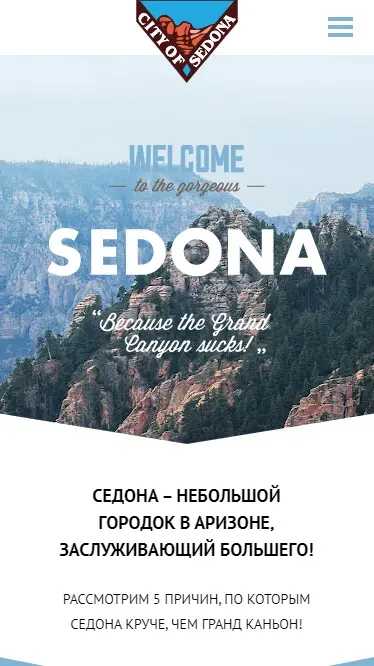 CITY OF SEDONA
WELCOME
to the gorgeous
SEDONA
“Because the Grand
Canyon sucks!„
СЕДОНА – НЕБОЛЬШОЙ
ГОРОДОК В АРИЗОНЕ,
ЗАСЛУЖИВАЮЩИЙ БОЛЬШЕГО!
РАССМОТРИМ 5 ПРИЧИН, ПО КОТОРЫМ
СЕДОНА КРУЧЕ, ЧЕМ ГРАНД КАНЬОН!